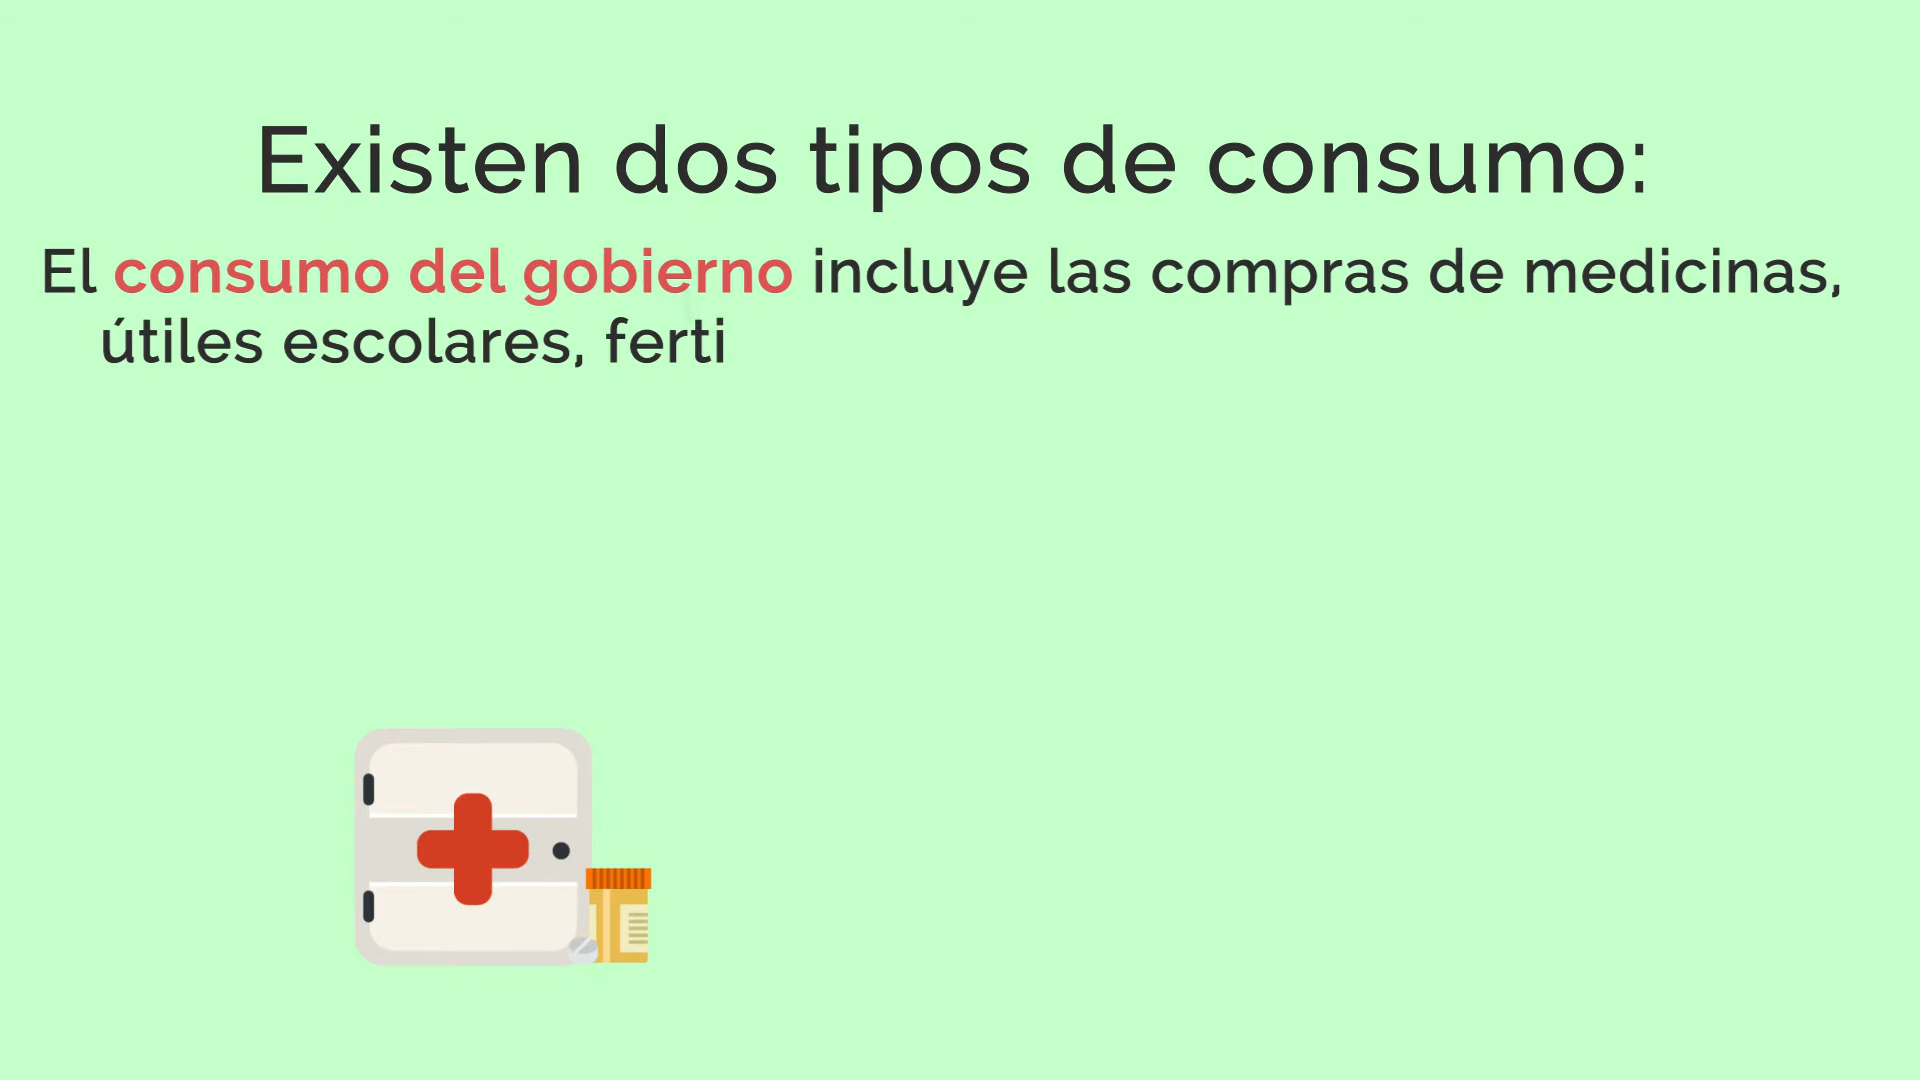 Existen dos tipos de consumo:
El consumo del gobierno incluye las compras de medicinas,
útiles escolares, ferti